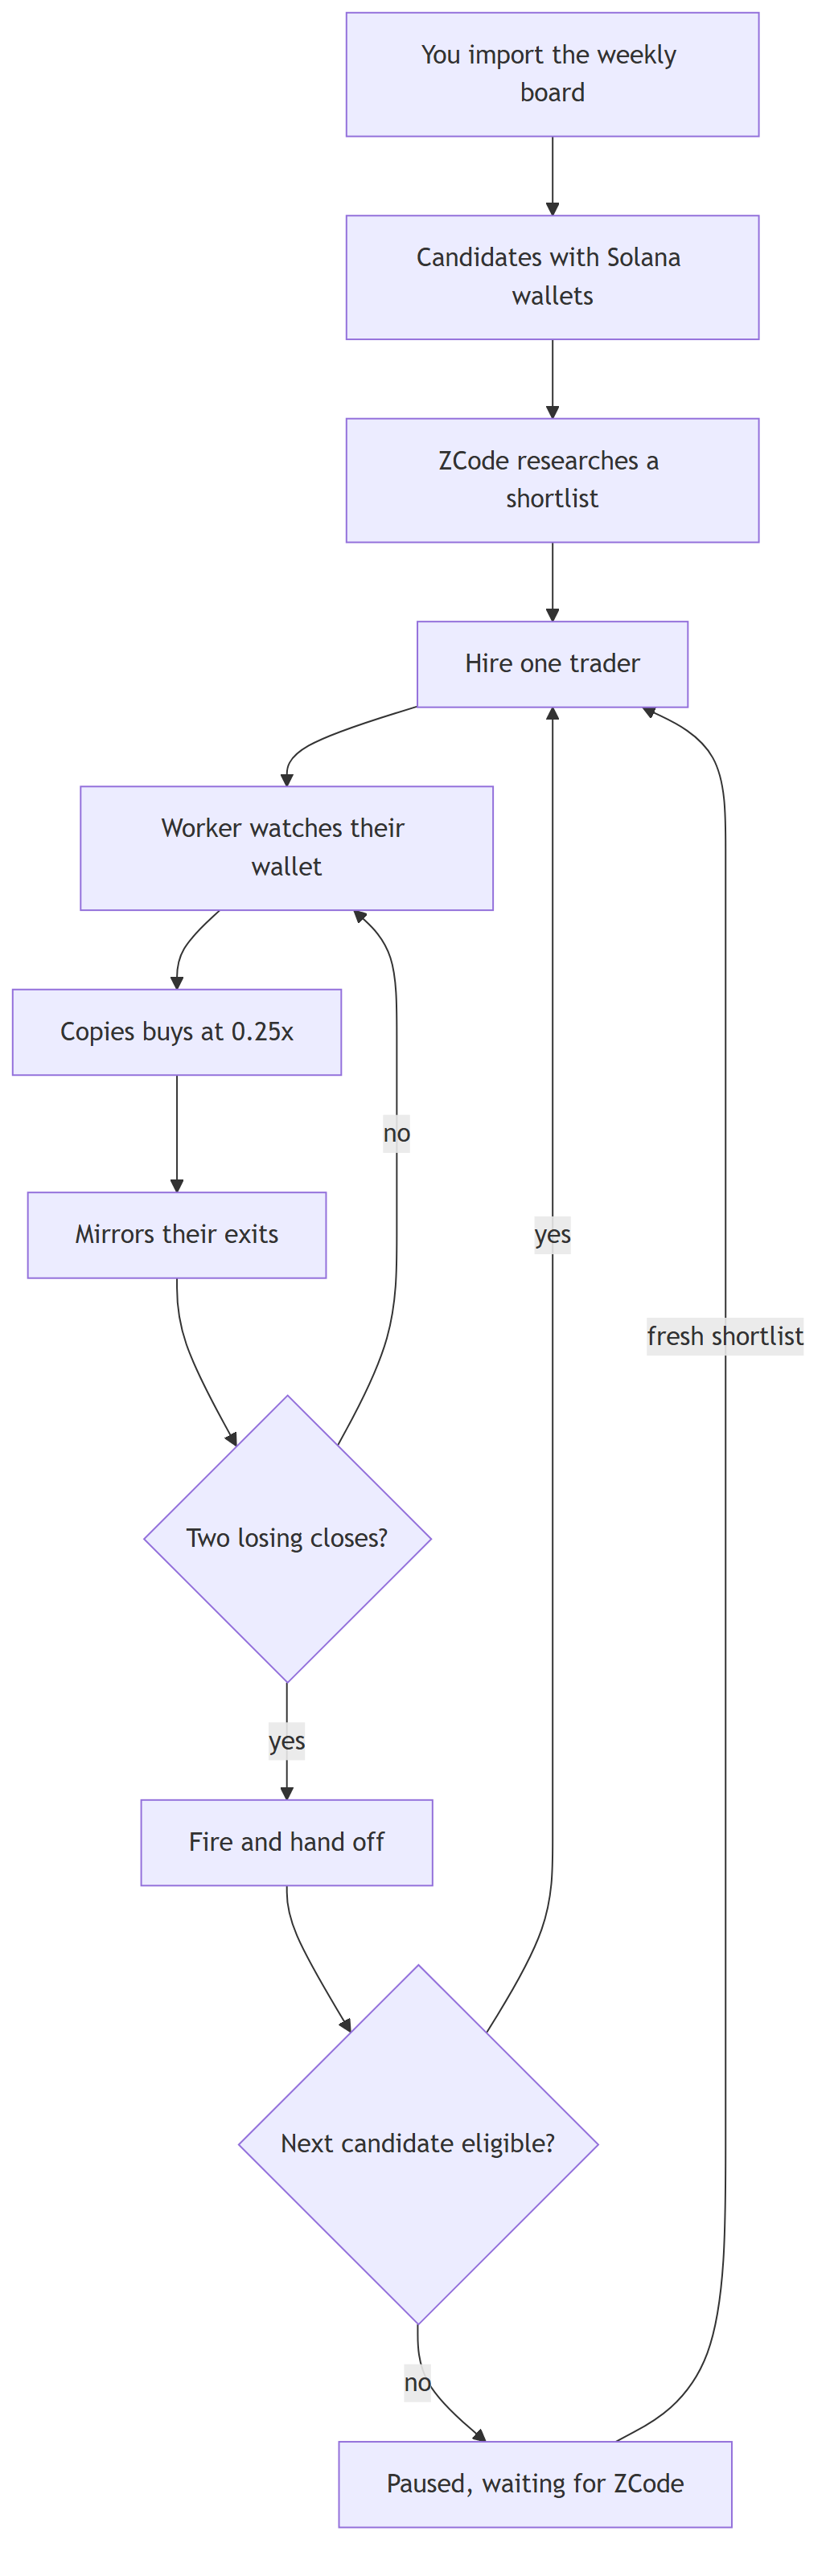 You import the weekly
board
Candidates with Solana
wallets
ZCode researches a
shortlist
Hire one trader
Worker watches their
wallet
Copies buys at 0.25x
no
Mirrors their exits
yes
fresh shortlist
Two losing closes?
yes
Fire and hand off
Next candidate eligible?
no
Paused, waiting for ZCode